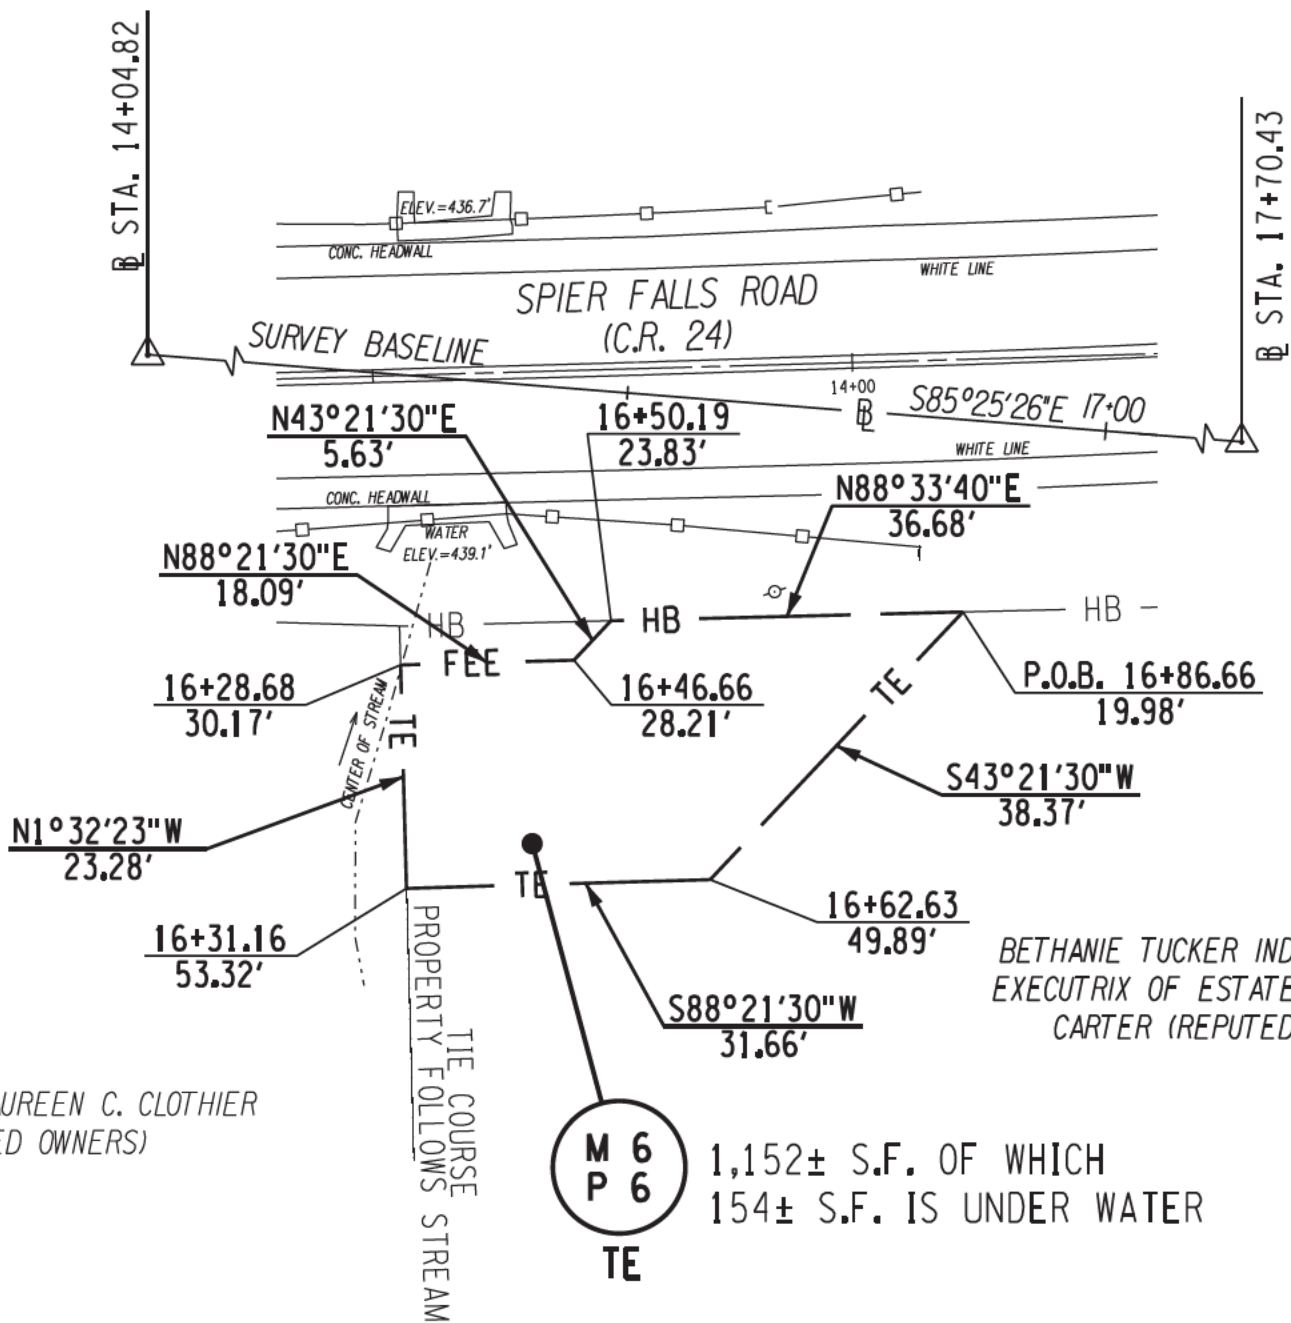 ℄ STA. 14+04.82
℄ STA. 17+70.43
ELEV.=436.7'
CONC. HEADWALL
WHITE LINE
SPIER FALLS ROAD
(C.R. 24)
SURVEY BASELINE
14+00
S85°25'26"E 17+00
N43°21'30"E
5.63'
16+50.19
23.83'
WHITE LINE
N88°33'40"E
36.68'
CONC. HEADWALL
WATER
ELEV.=439.1'
N88°21'30"E
18.09'
HB
HB
HB
FEE
16+28.68
30.17'
16+46.66
28.21'
P.O.B. 16+86.66
19.98'
TE
TE
CENTER OF STREAM
S43°21'30"W
38.37'
N1°32'23"W
23.28'
TE
16+62.63
49.89'
16+31.16
53.32'
BETHANIE TUCKER IND
EXECUTRIX OF ESTATE
CARTER (REPUTED
S88°21'30"W
31.66'
TIE COURSE
PROPERTY FOLLOWS STREAM
UREEN C. CLOTHIER
ED OWNERS)
M 6
P 6
TE
1,152± S.F. OF WHICH
154± S.F. IS UNDER WATER